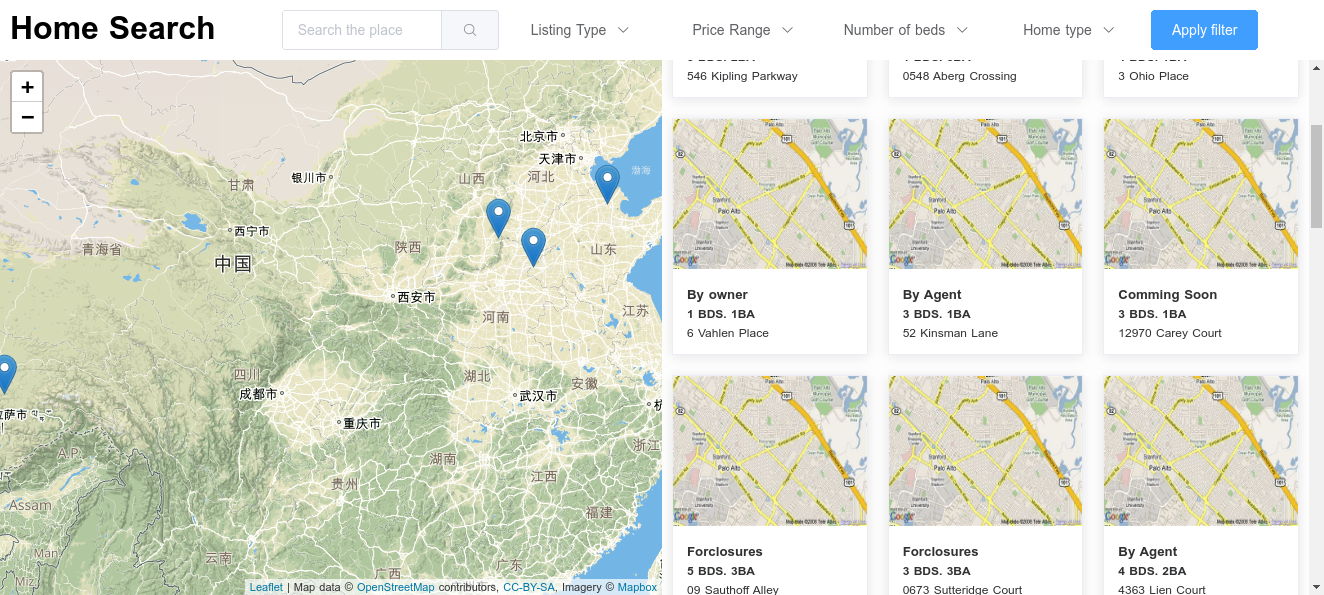 Home Search
Search the place
Listing Type
Price Range
Number of beds
Home type
Apply filter
+
−
北京市
天津市
渤海
银川市
甘肃
山西
河北
西宁市
青海省
中国
陕西
山东
西安市
河南
江苏
四川
成都市
湖北
安徽
武汉市
重庆市
萨市
杭
浙江
A.P.
湖南
江西
贵州
Assam
福建
Man
云南
Miz
广西
广东
Leaflet | Map data © OpenStreetMap contributors, CC-BY-SA, Imagery © Mapbox
546 Kipling Parkway
0548 Aberg Crossing
3 Ohio Place
By owner
1 BDS. 1BA
6 Vahlen Place
By Agent
3 BDS. 1BA
52 Kinsman Lane
Comming Soon
3 BDS. 1BA
12970 Carey Court
Forclosures
5 BDS. 3BA
09 Sauthoff Alley
Forclosures
3 BDS. 3BA
0673 Sutteridge Court
By Agent
4 BDS. 2BA
4363 Lien Court